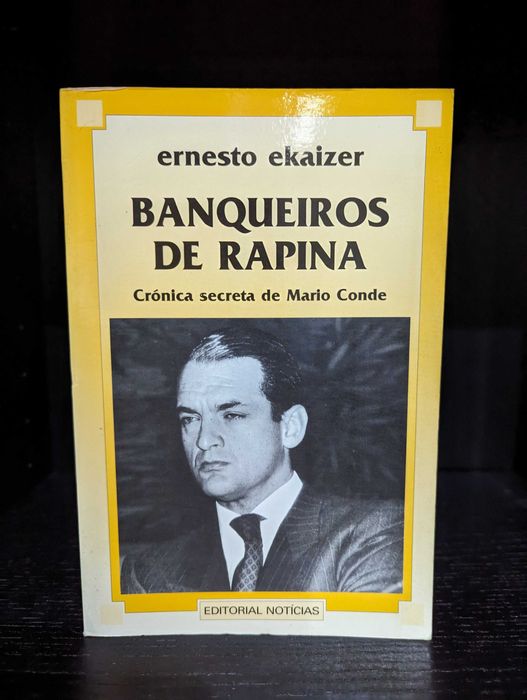 ernesto ekaizer
BANQUEIROS
DE RAPINA
Crónica secreta de Mario Conde
EDITORIAL NOTÍCIAS